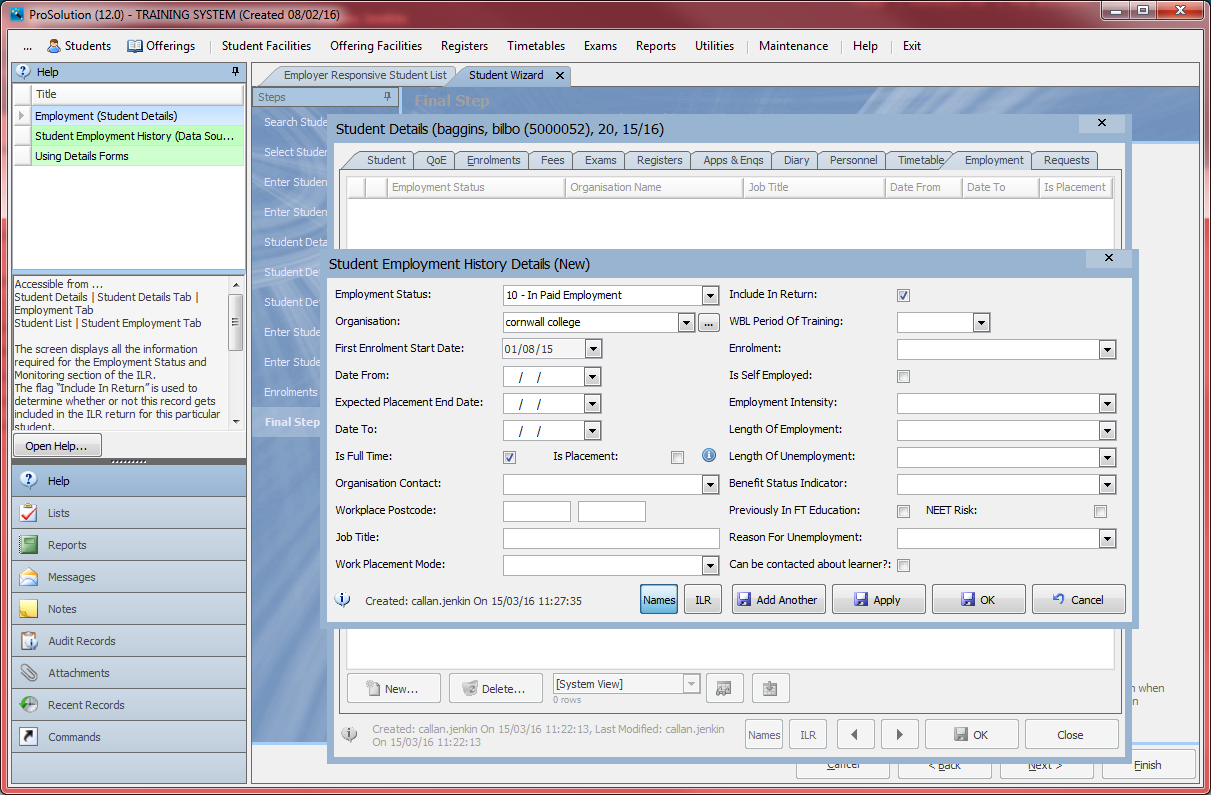 ProSolution (12.0) - TRAINING SYSTEM (Created 08/02/16)
... Students Offerings Student Facilities Offering Facilities Registers Timetables Exams Reports Utilities Maintenance Help Exit
Help
Title
Employment (Student Details)
Student Employment History (Data Sou...
Using Details Forms
Accessible from ...
Student Details | Student Details Tab |
Employment Tab
Student List | Student Employment Tab
The screen displays all the information
required for the Employment Status and
Monitoring section of the ILR.
The flag "Include In Return" is used to
determine whether or not this record gets
included in the ILR return for this particular
student.
Open Help...
Help
Lists
Reports
Messages
Notes
Audit Records
Attachments
Recent Records
Commands
Employer Responsive Student List Student Wizard
Steps
Final Step
Search Stude
Select Studen
Enter Studen
Enter Studen
Student Deta
Student De
Student De
Enter Stude
Enter Stude
Enrolments
Final Step
Student Details (baggins, bilbo (5000052), 20, 15/16)
Student QoE Enrolments Fees Exams Registers Apps & Enqs Diary Personnel Timetable Employment Requests
Employment Status Organisation Name Job Title Date From Date To Is Placement
Student Employment History Details (New)
Employment Status: 10 - In Paid Employment Include In Return:
Organisation: cornwall college ... WBL Period Of Training:
First Enrolment Start Date: 01/08/15 Enrolment:
Date From: / / Is Self Employed:
Expected Placement End Date: / / Employment Intensity:
Date To: / / Length Of Employment:
Is Full Time: Is Placement: Length Of Unemployment:
Organisation Contact: Benefit Status Indicator:
Workplace Postcode: Previously In FT Education: NEET Risk:
Job Title: Reason For Unemployment:
Work Placement Mode: Can be contacted about learner?:
Created: callan.jenkin On 15/03/16 11:27:35 Names ILR Add Another Apply OK Cancel
New... Delete... [System View]
0 rows
n when
n
Created: callan.jenkin On 15/03/16 11:22:13, Last Modified: callan.jenkin
On 15/03/16 11:22:13
Names ILR OK Close
Cancel < Back Next > Finish